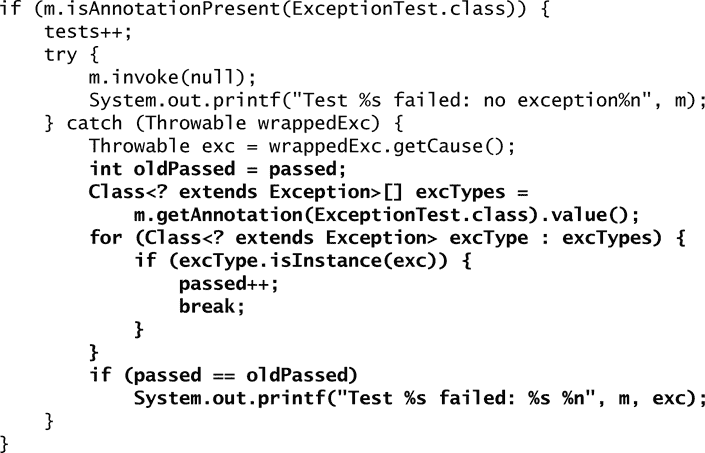 if (m.isAnnotationPresent(ExceptionTest.class)) {
    tests++;
    try {
        m.invoke(null);
        System.out.printf("Test %s failed: no exception%n", m);
    } catch (Throwable wrappedExc) {
        Throwable exc = wrappedExc.getCause();
        int oldPassed = passed;
        Class<? extends Exception>[] excTypes =
            m.getAnnotation(ExceptionTest.class).value();
        for (Class<? extends Exception> excType : excTypes) {
            if (excType.isInstance(exc)) {
                passed++;
                break;
            }
        }
        if (passed == oldPassed)
            System.out.printf("Test %s failed: %s %n", m, exc);
    }
}